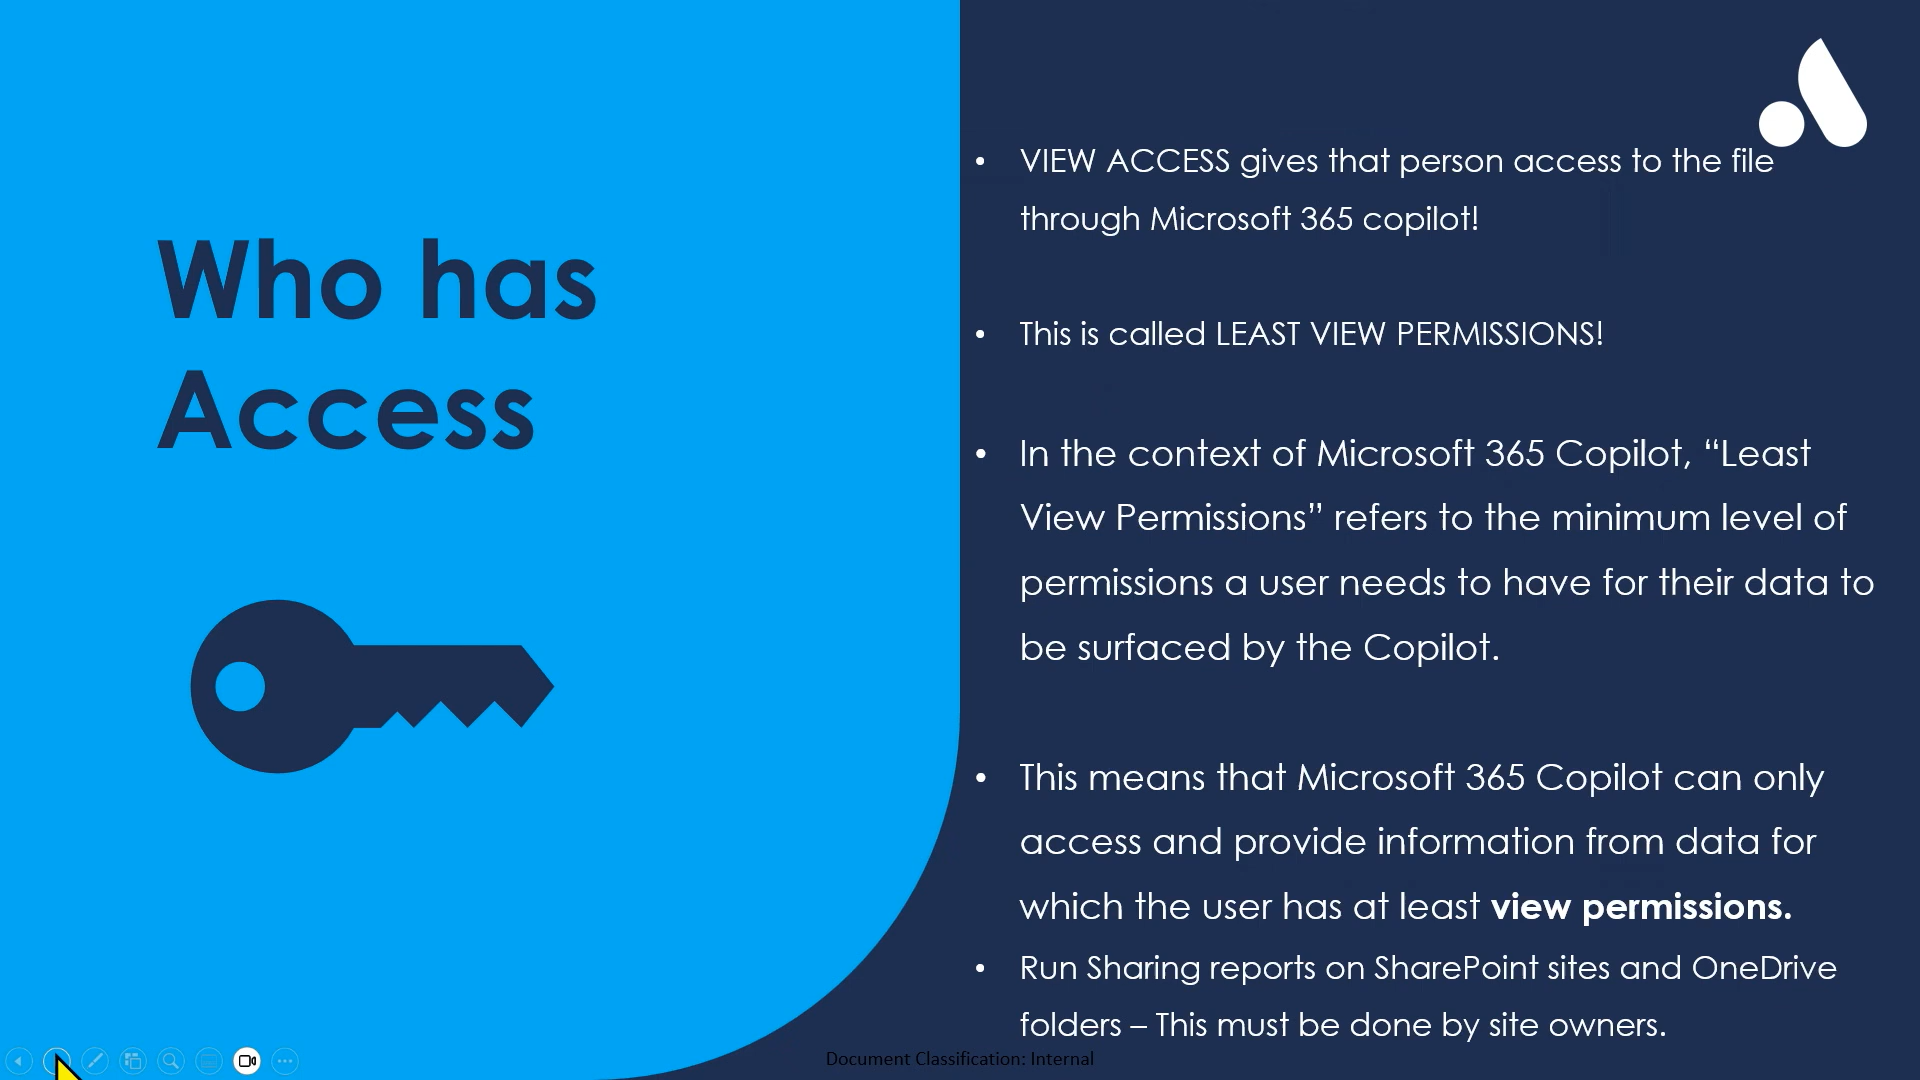 Who has
Access
• VIEW ACCESS gives that person access to the file
through Microsoft 365 copilot!
• This is called LEAST VIEW PERMISSIONS!
• In the context of Microsoft 365 Copilot, “Least
View Permissions” refers to the minimum level of
permissions a user needs to have for their data to
be surfaced by the Copilot.
• This means that Microsoft 365 Copilot can only
access and provide information from data for
which the user has at least view permissions.
• Run Sharing reports on SharePoint sites and OneDrive
folders – This must be done by site owners.
Document Classification: Internal